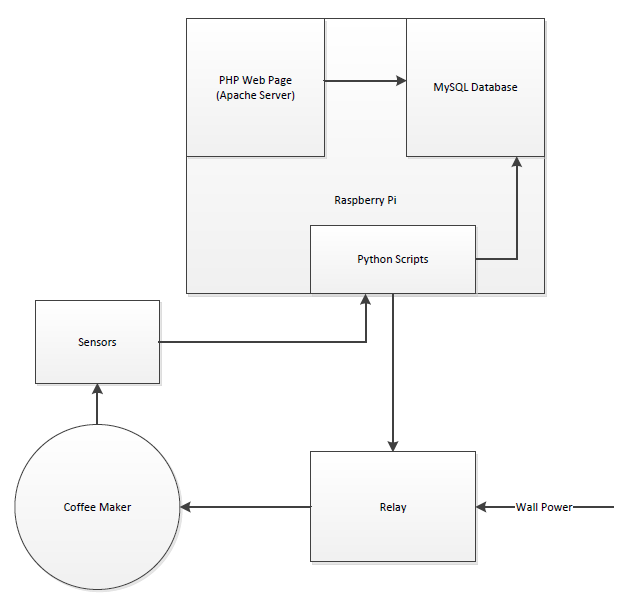 PHP Web Page
(Apache Server)
MySQL Database
Raspberry Pi
Python Scripts
Sensors
Coffee Maker
Relay
Wall Power